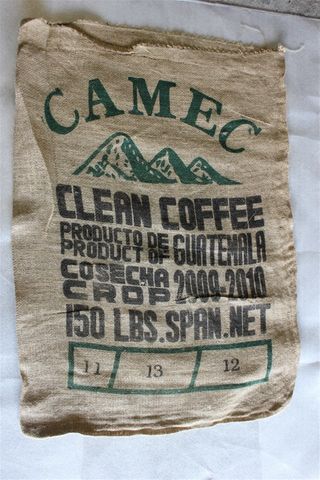 CAMEC
CLEAN COFFEE
PRODUCTO DE
PRODUCT OF GUATEMALA
COSECHA
CROP 2009-2010
150 LBS.SPAN.NET
11 13 12